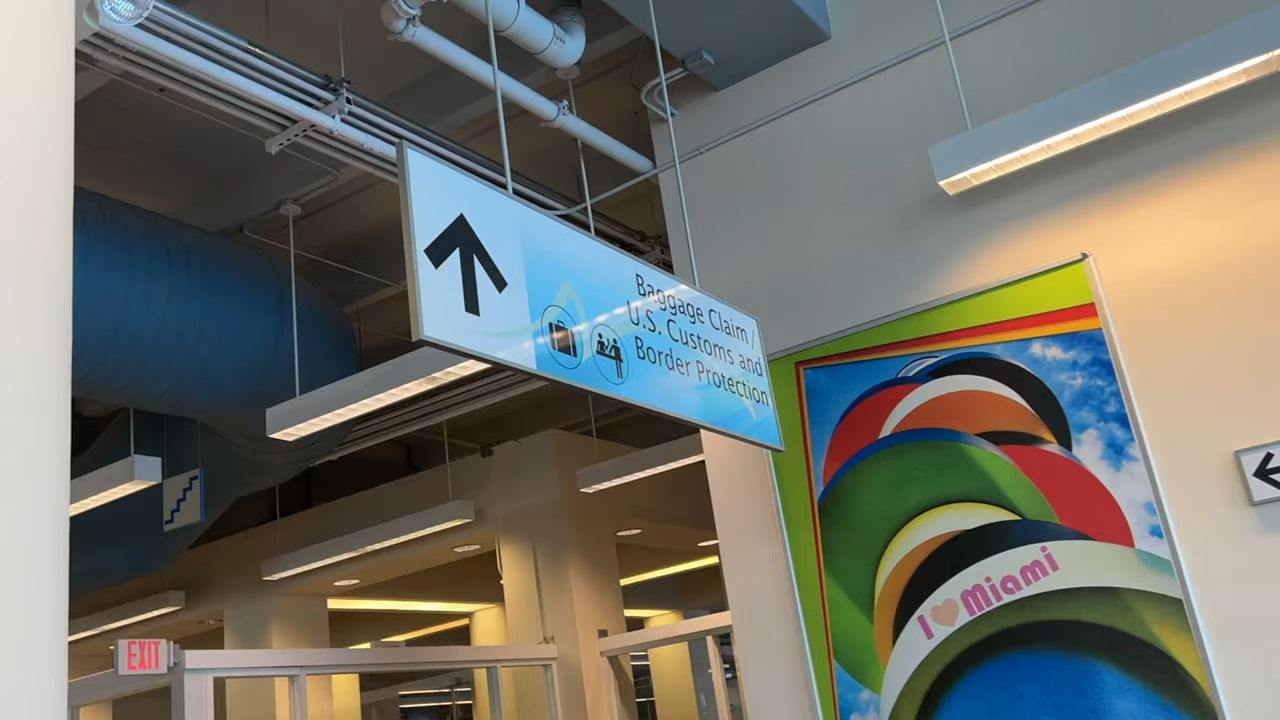 Baggage Claim /
U.S. Customs and
Border Protection
I🩷Miami
EXIT